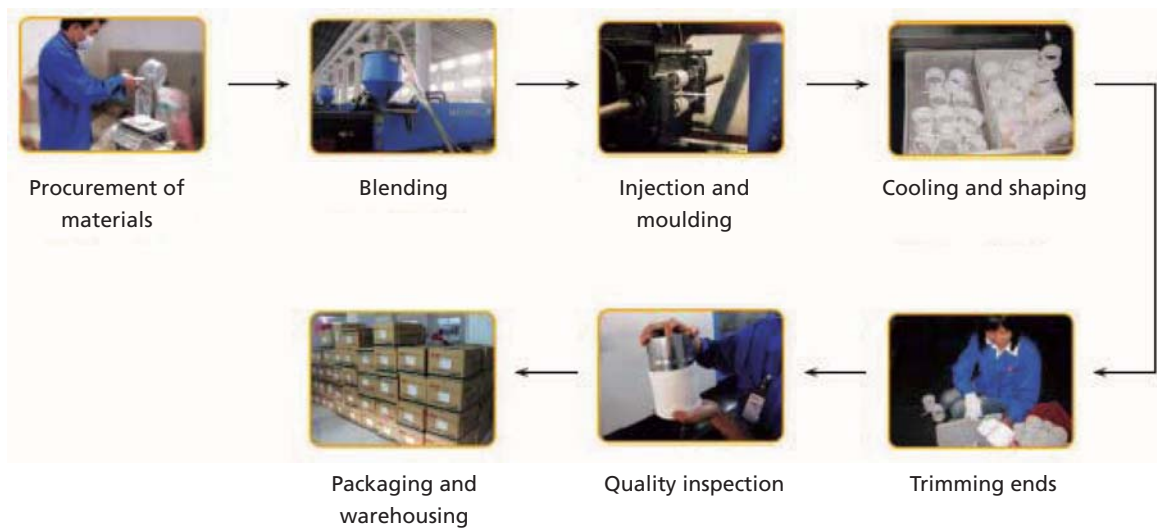 Procurement of
materials
Blending
Injection and
moulding
Cooling and shaping
Packaging and
warehousing
Quality inspection
Trimming ends